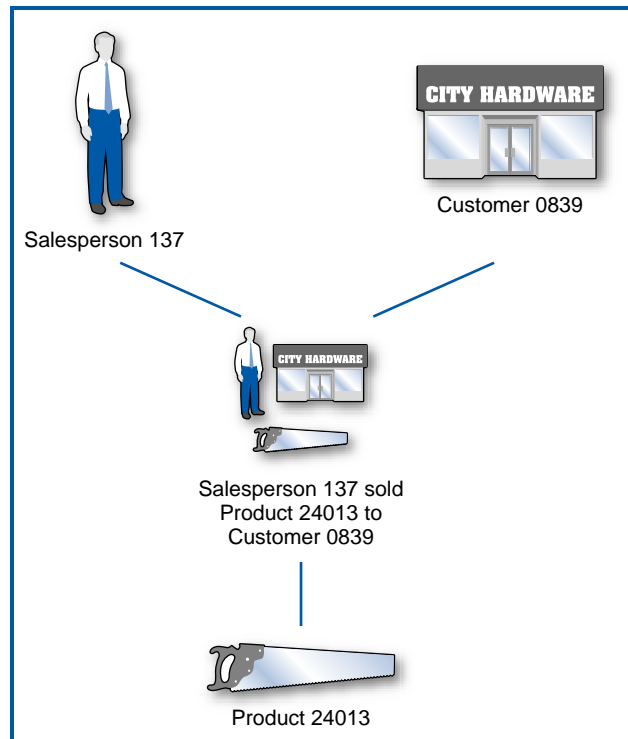 CITY HARDWARE
Customer 0839
Salesperson 137
CITY HARDWARE
Salesperson 137 sold
Product 24013 to
Customer 0839
Product 24013